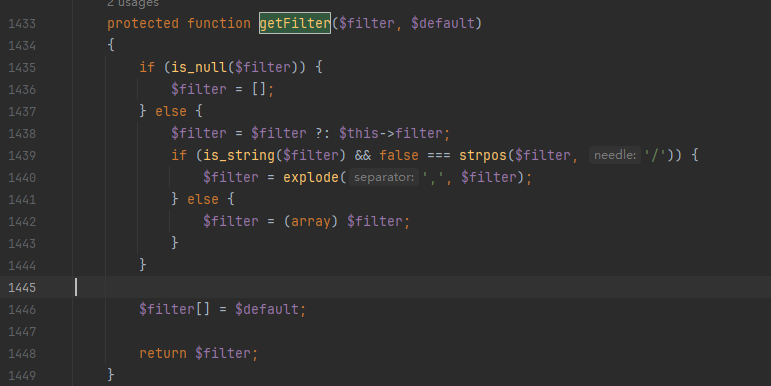 2 usages
1433 protected function getFilter($filter, $default)
1434 {
1435 if (is_null($filter)) {
1436 $filter = [];
1437 } else {
1438 $filter = $filter ?: $this->filter;
1439 if (is_string($filter) && false === strpos($filter, needle: '/')) {
1440 $filter = explode( separator: ',', $filter);
1441 } else {
1442 $filter = (array) $filter;
1443 }
1444 }
1445
1446 $filter[] = $default;
1447
1448 return $filter;
1449 }